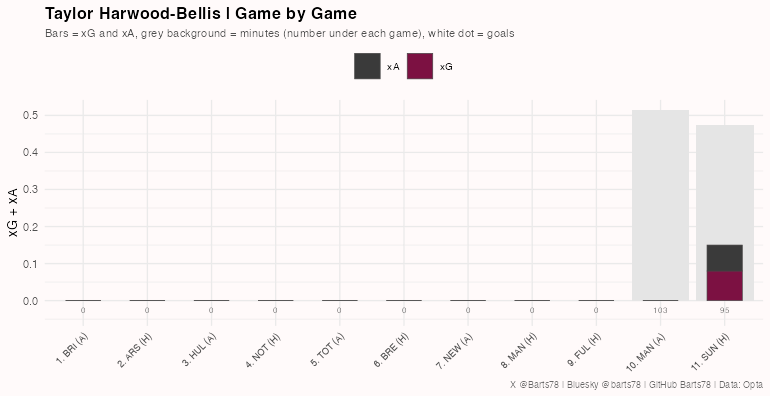 Taylor Harwood-Bellis | Game by Game
Bars = xG and xA, grey background = minutes (number under each game), white dot = goals
xA xG
xG + xA
0.5
0.4
0.3
0.2
0.1
0.0
0 0 0 0 0 0 0 0 0 103 95
1. BRI (A)
2. ARS (H)
3. HUL (A)
4. NOT (H)
5. TOT (A)
6. BRE (H)
7. NEW (A)
8. MAN (H)
9. FUL (H)
10. MAN (A)
11. SUN (H)
X @Barts78 | Bluesky @barts78 | GitHub Barts78 | Data: Opta